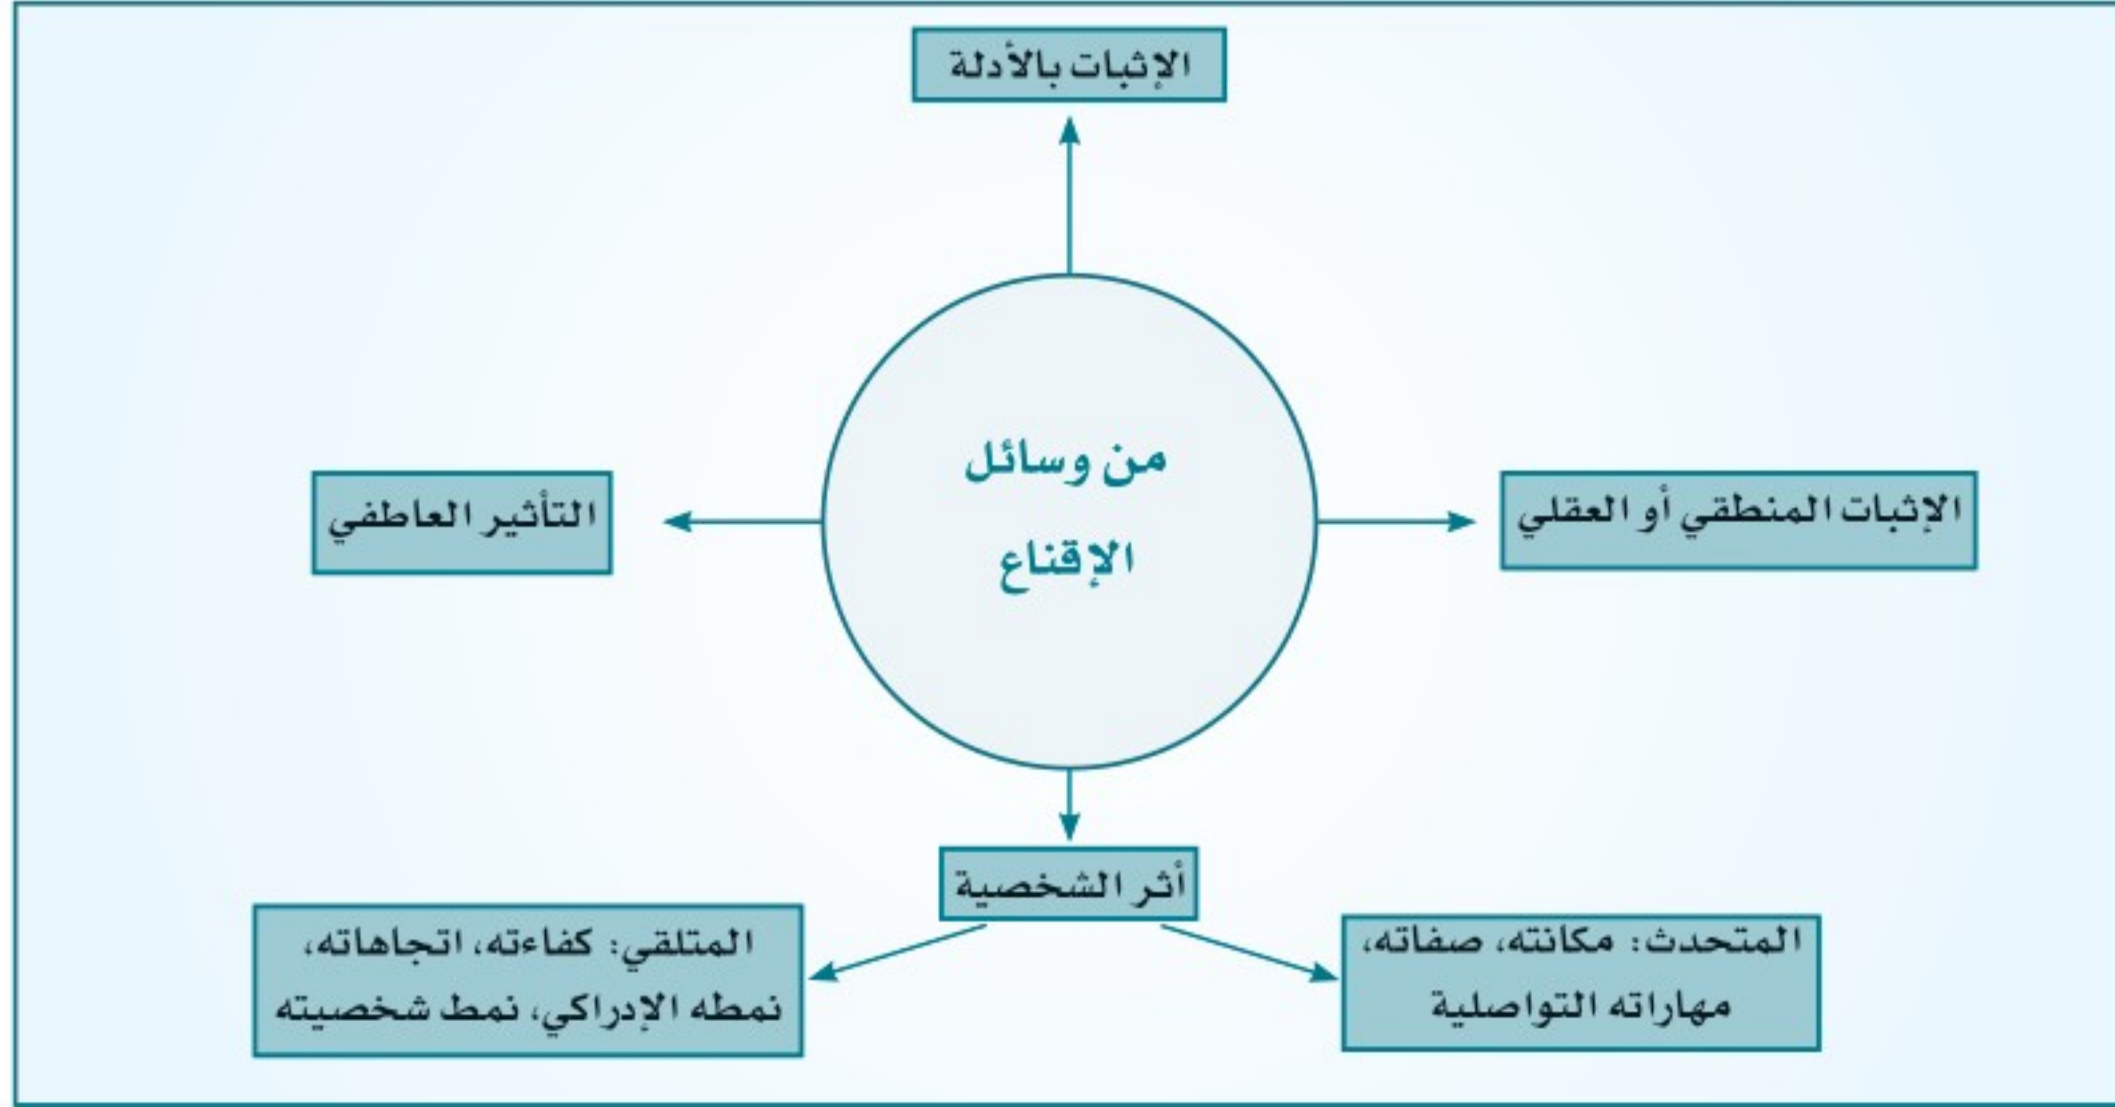 الإثبات بالأدلة
من وسائل
الإقناع
الإثبات المنطقي أو العقلي
التأثير العاطفي
أثر الشخصية
المتحدث: مكانته، صفاته،
مهاراته التواصلية
المتلقي: كفاءته، اتجاهاته،
نمطه الإدراكي، نمط شخصيته